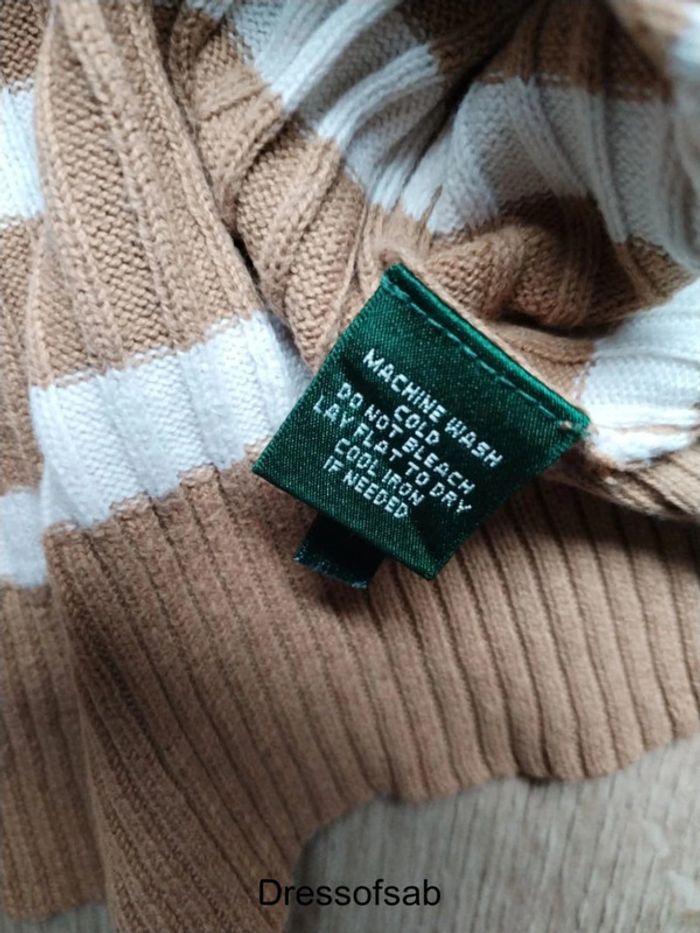 MACHINE WASH
COLD
DO NOT BLEACH
LAY FLAT TO DRY
COOL IRON
IF NEEDED
Dressofsab